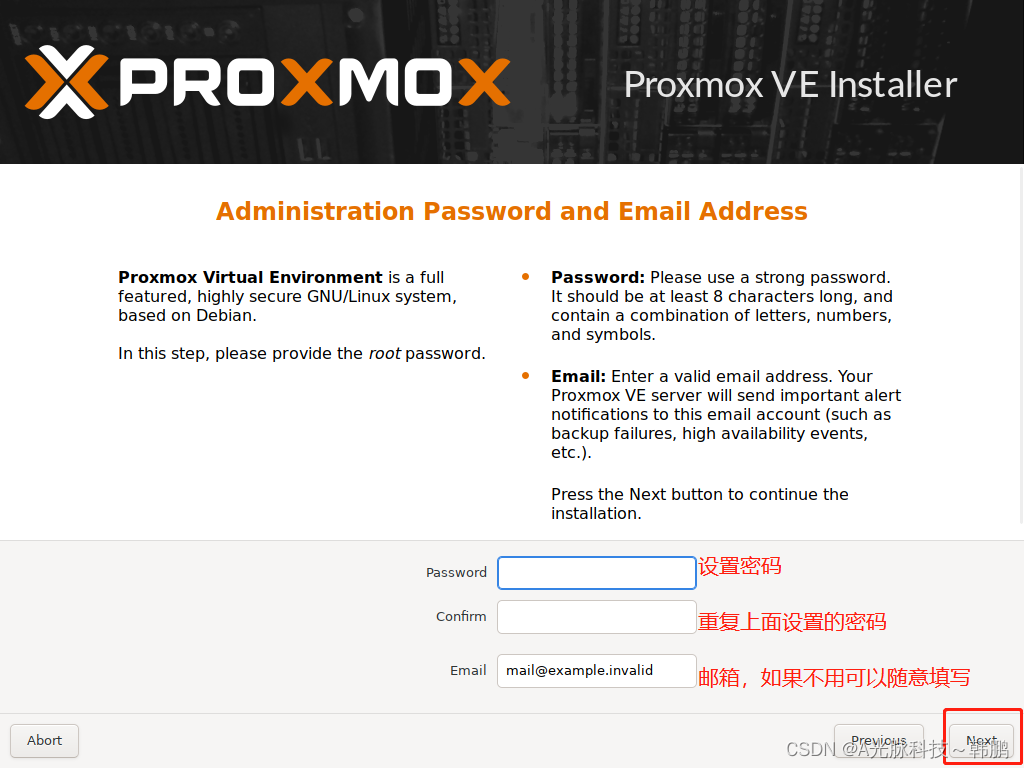 PROXMOX
Proxmox VE Installer
Administration Password and Email Address
Proxmox Virtual Environment is a full
featured, highly secure GNU/Linux system,
based on Debian.
In this step, please provide the root password.
Password: Please use a strong password.
It should be at least 8 characters long, and
contain a combination of letters, numbers,
and symbols.
Email: Enter a valid email address. Your
Proxmox VE server will send important alert
notifications to this email account (such as
backup failures, high availability events,
etc.).
Press the Next button to continue the
installation.
Password 设置密码
Confirm 重复上面设置的密码
Email mail@example.invalid 邮箱，如果不用可以随意填写
Abort Previous Next
CSDN @A光脉科技~韩鹏